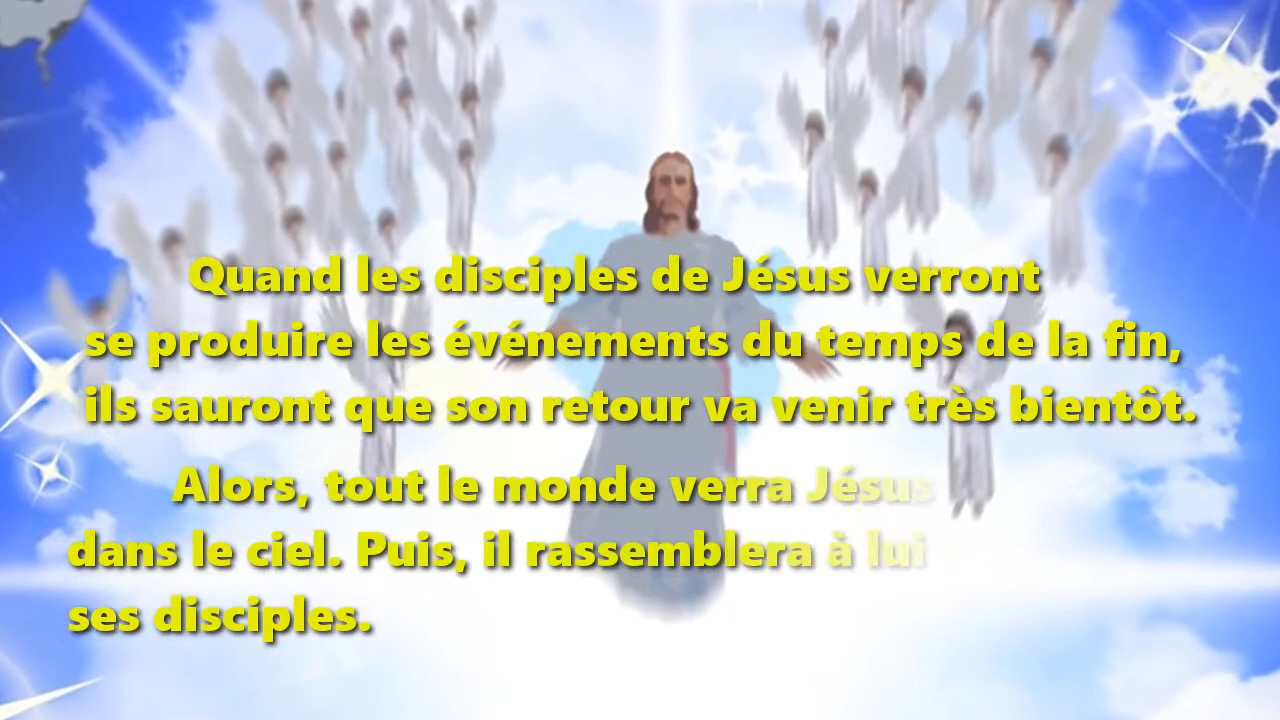 Quand les disciples de Jésus verront
se produire les événements du temps de la fin,
ils sauront que son retour va venir très bientôt.
Alors, tout le monde verra Jésus
dans le ciel. Puis, il rassemblera à lui
ses disciples.